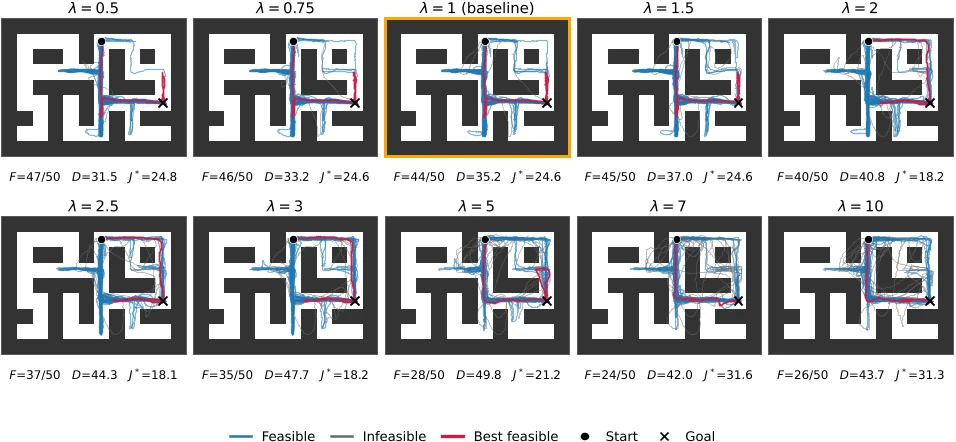 λ = 0.5 λ = 0.75 λ = 1 (baseline) λ = 1.5 λ = 2
F=47/50 D=31.5 J*=24.8 F=46/50 D=33.2 J*=24.6 F=44/50 D=35.2 J*=24.6 F=45/50 D=37.0 J*=24.6 F=40/50 D=40.8 J*=18.2
λ = 2.5 λ = 3 λ = 5 λ = 7 λ = 10
F=37/50 D=44.3 J*=18.1 F=35/50 D=47.7 J*=18.2 F=28/50 D=49.8 J*=21.2 F=24/50 D=42.0 J*=31.6 F=26/50 D=43.7 J*=31.3
Feasible Infeasible Best feasible Start Goal